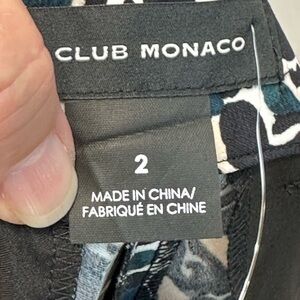 CLUB MONACO
2
MADE IN CHINA/
FABRIQUÉ EN CHINE